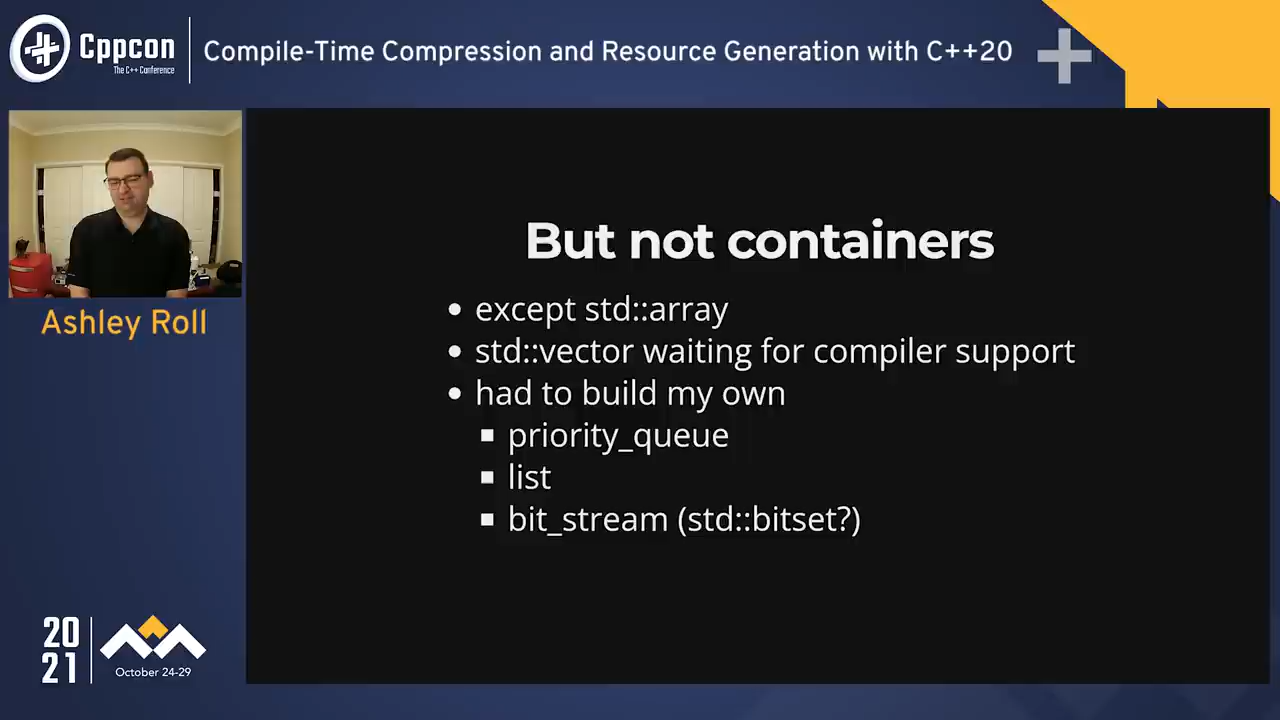 Cppcon
The C++ Conference
Compile-Time Compression and Resource Generation with C++20
Ashley Roll
But not containers
except std::array
std::vector waiting for compiler support
had to build my own
priority_queue
list
bit_stream (std::bitset?)
20
21
October 24-29